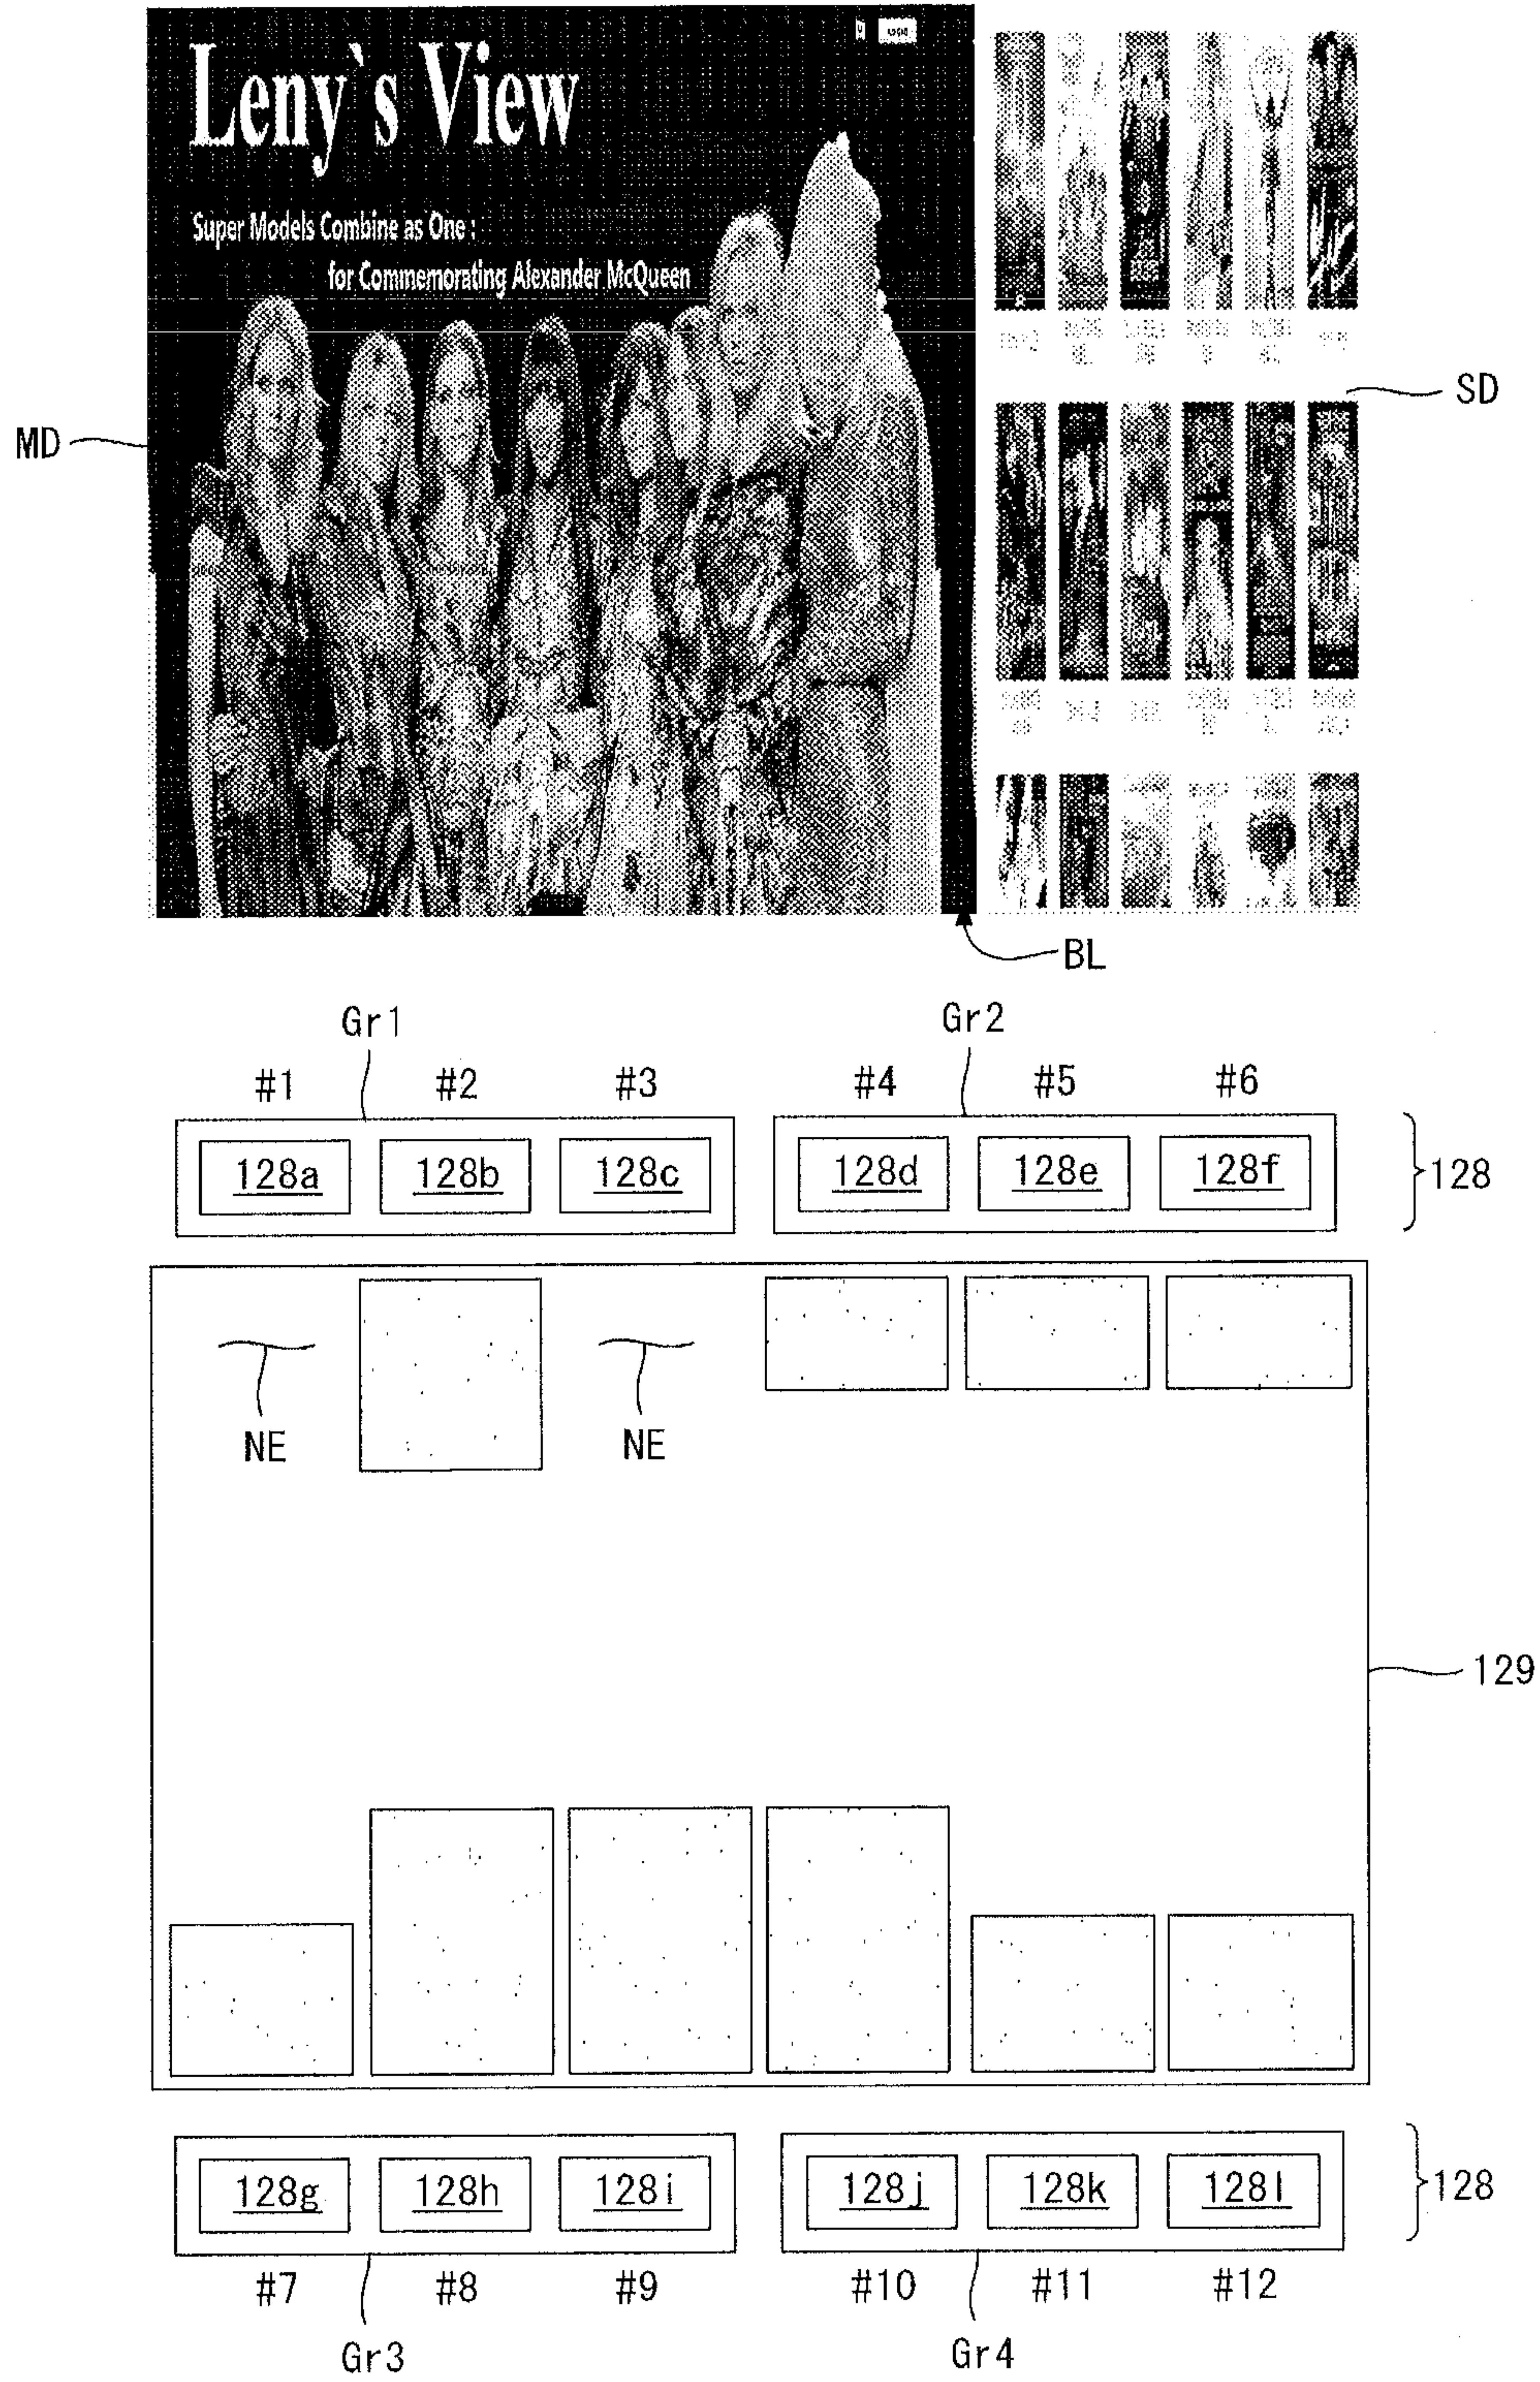 Leny`s View
Super Models Combine as One :
for Commemorating Alexander McQueen
MD
SD
BL
Gr1
Gr2
#1 #2 #3 #4 #5 #6
128a 128b 128c 128d 128e 128f
128
NE NE
129
128g 128h 128i 128j 128k 128l
128
#7 #8 #9 #10 #11 #12
Gr3
Gr4